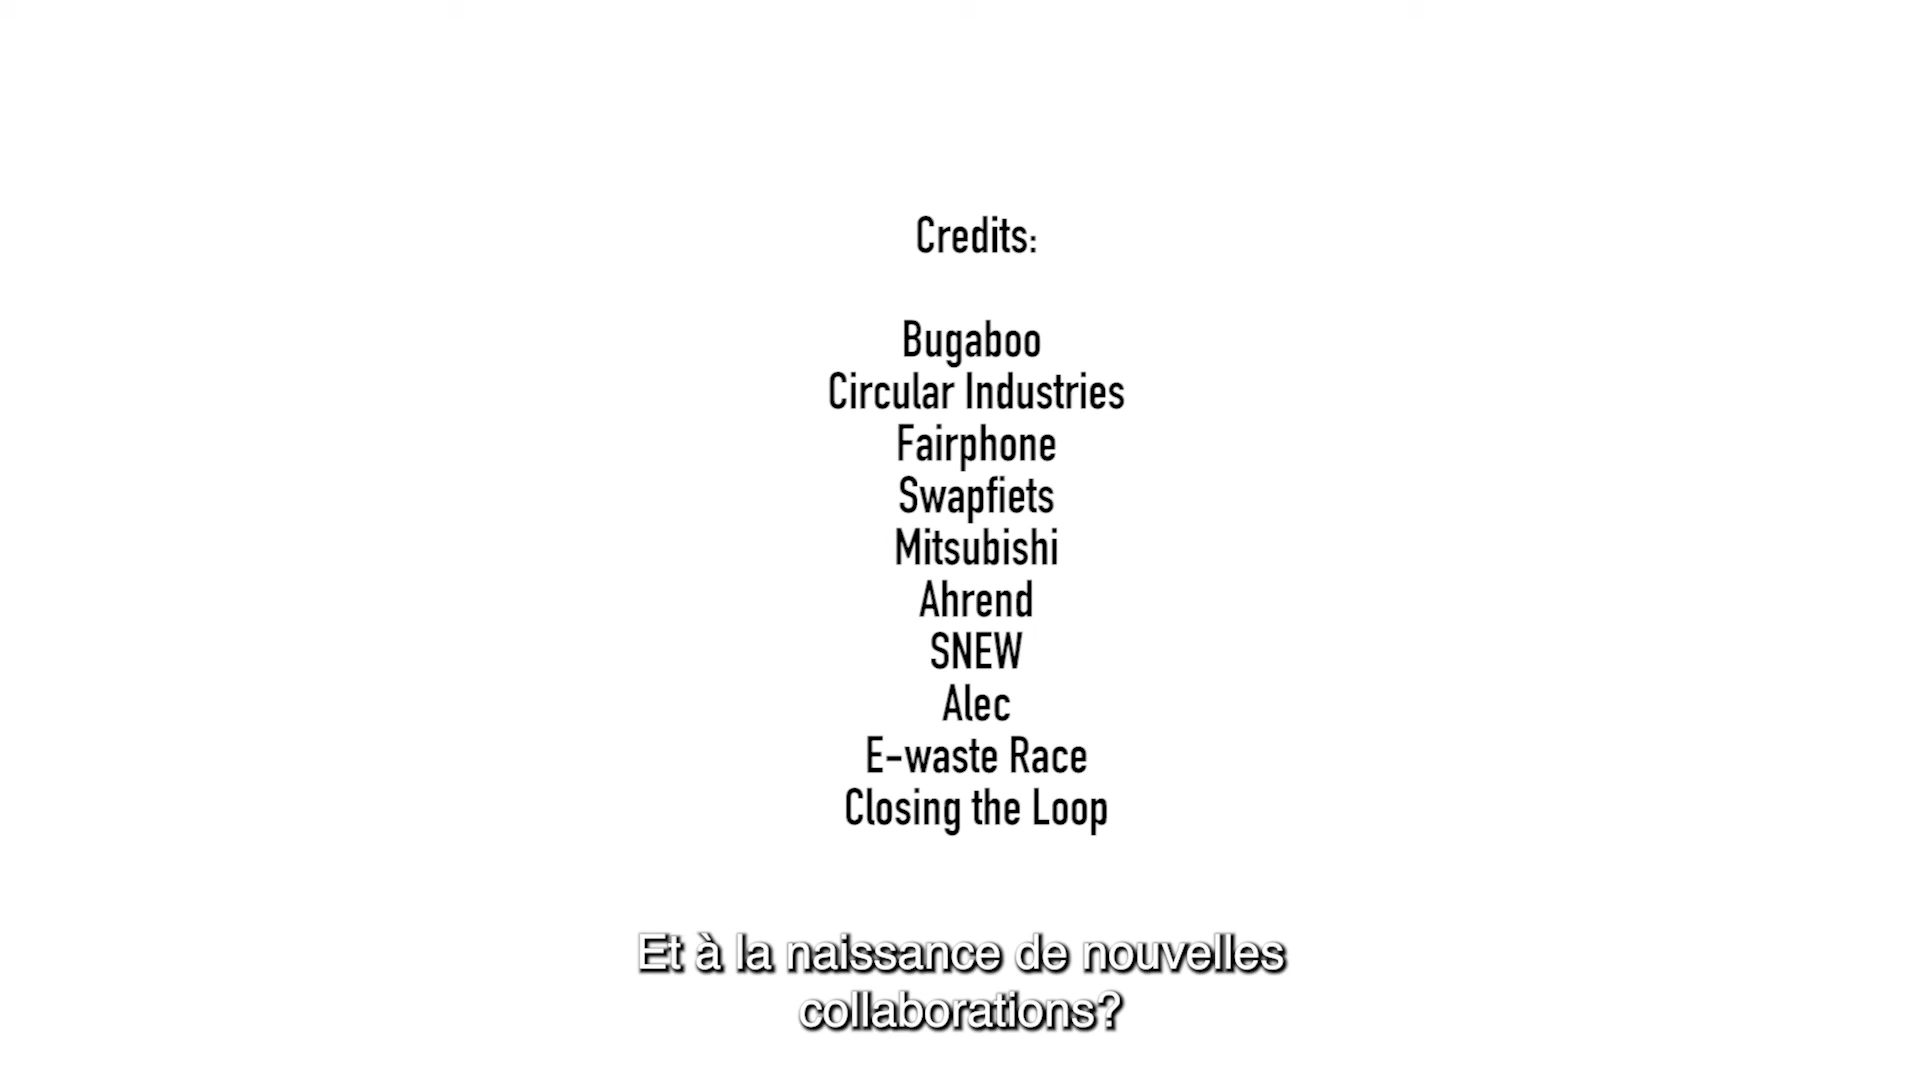 Credits:
Bugaboo
Circular Industries
Fairphone
Swapfiets
Mitsubishi
Ahrend
SNEW
Alec
E-waste Race
Closing the Loop
Et à la naissance de nouvelles
collaborations?